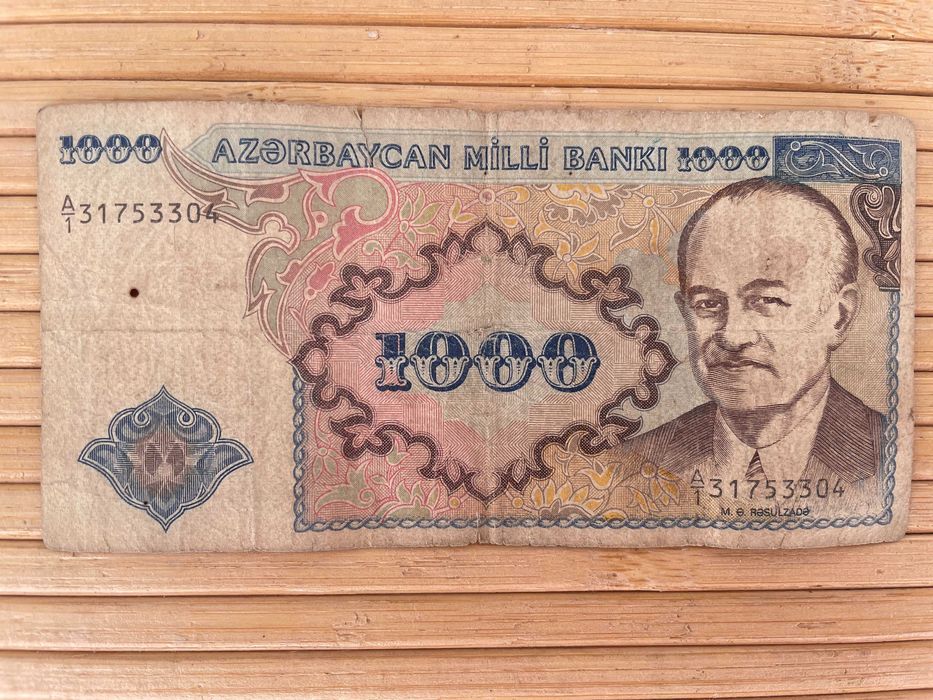 1000 AZƏRBAYCAN MİLLİ BANKI 1000
A/1 31753304
1000
A/1 31753304
M. Ə. RƏSULZADƏ